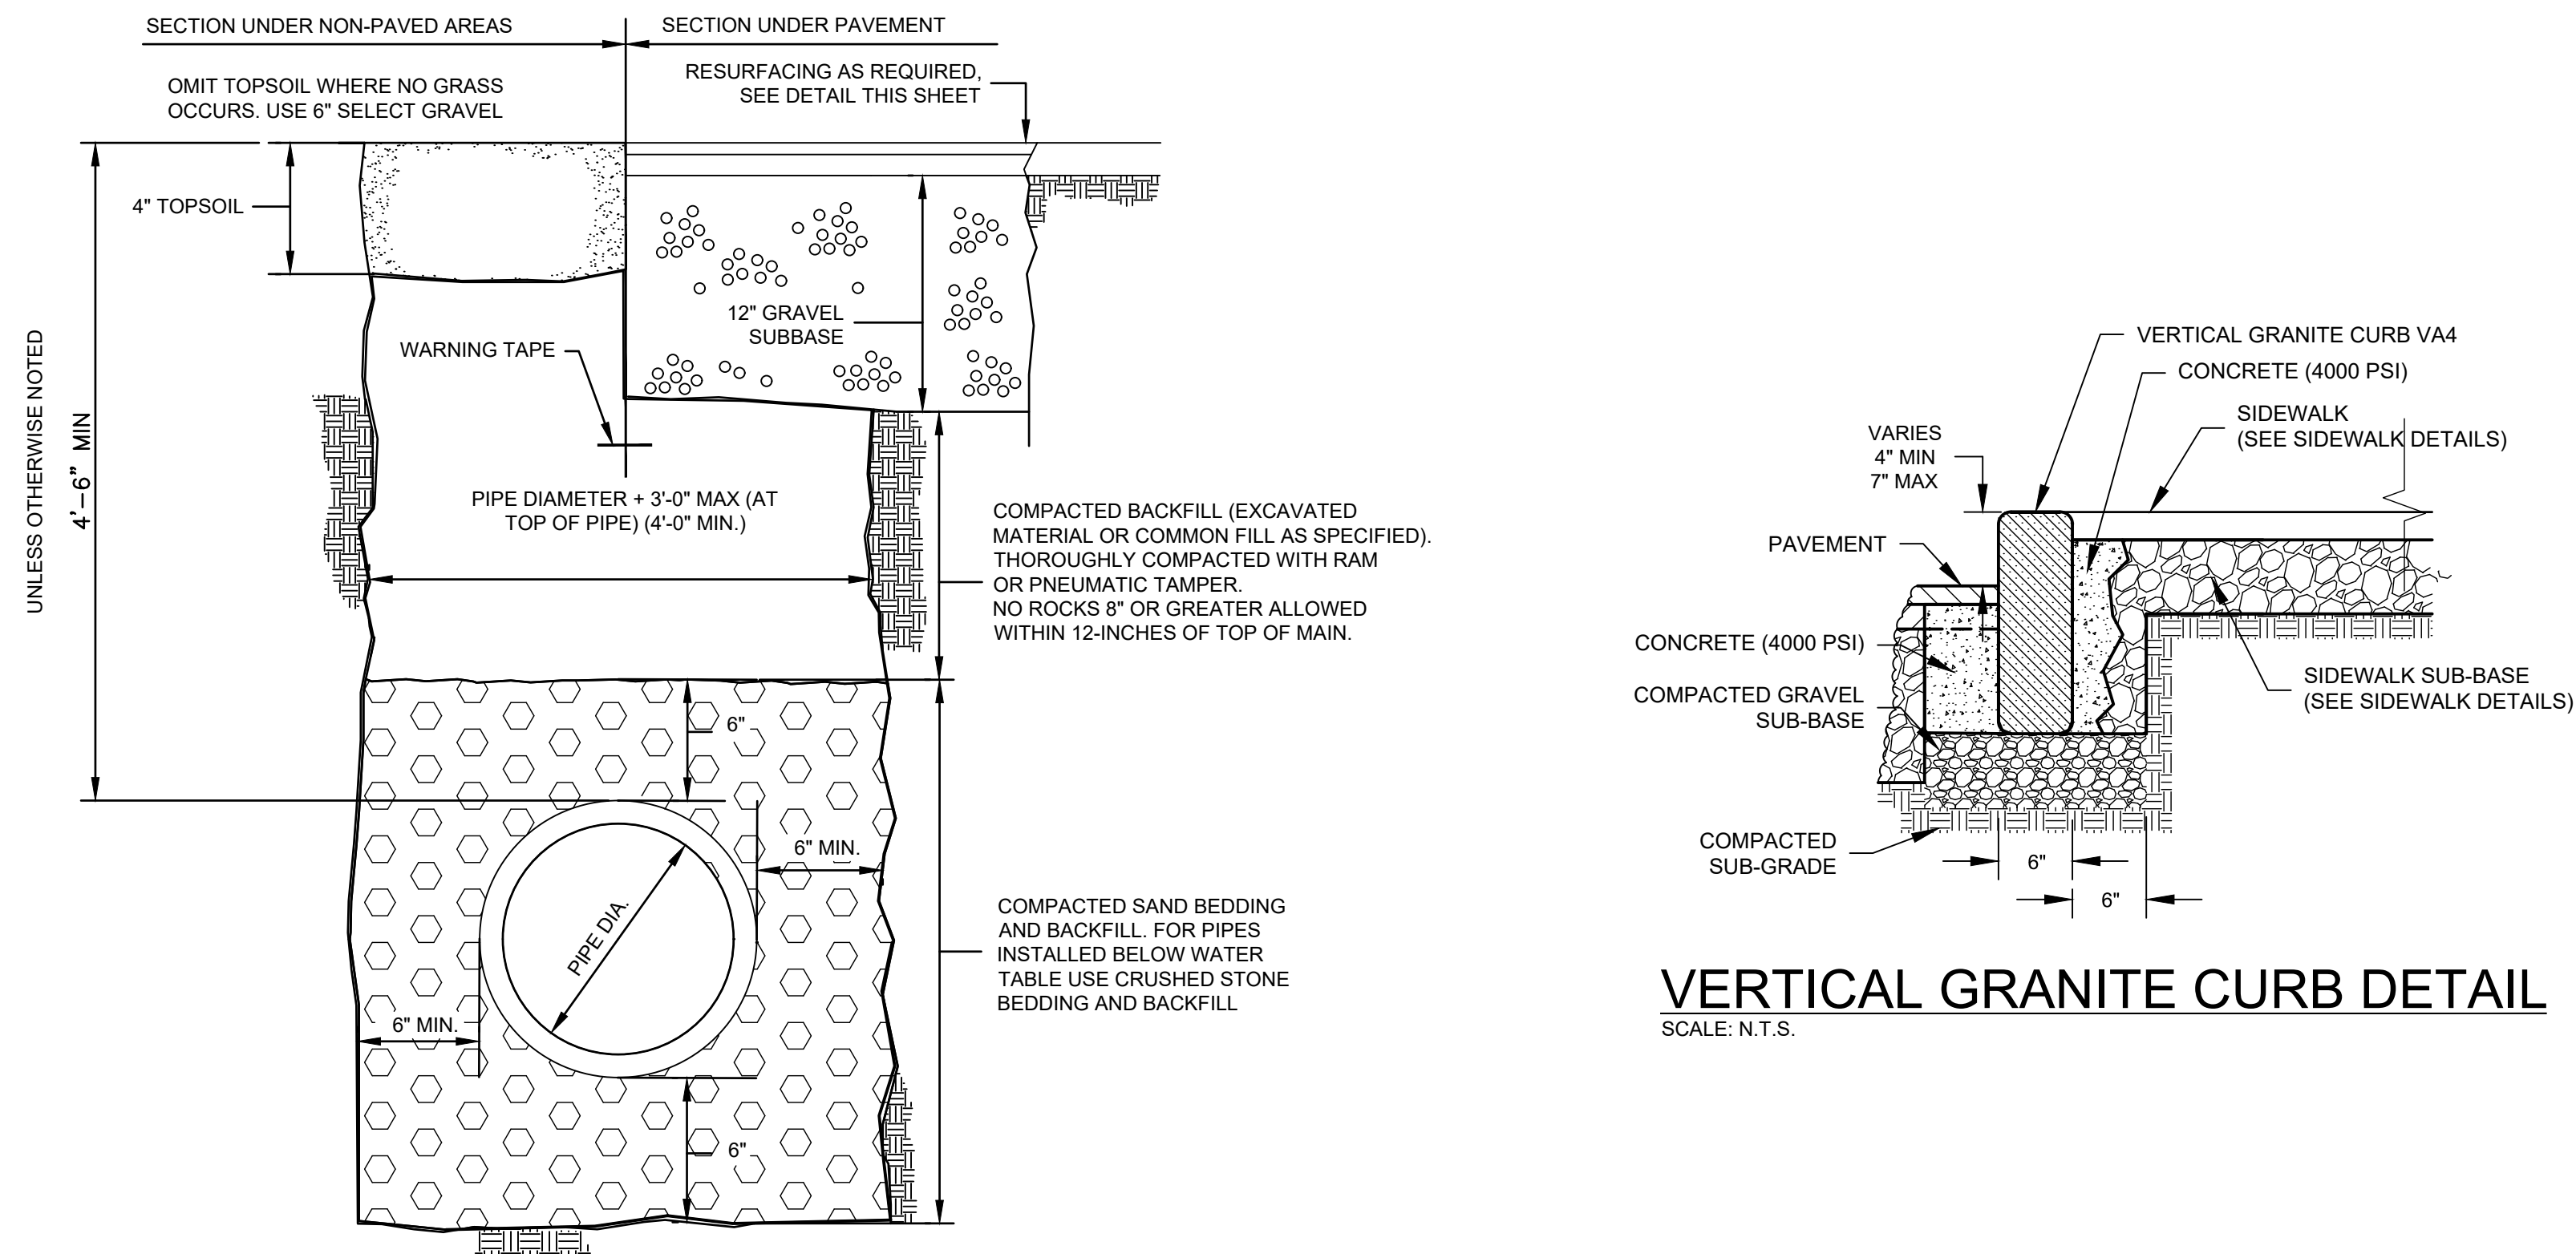 SECTION UNDER NON-PAVED AREAS
SECTION UNDER PAVEMENT
OMIT TOPSOIL WHERE NO GRASS
OCCURS. USE 6" SELECT GRAVEL
RESURFACING AS REQUIRED,
SEE DETAIL THIS SHEET
4" TOPSOIL
12" GRAVEL
SUBBASE
WARNING TAPE
UNLESS OTHERWISE NOTED
4'-6" MIN
PIPE DIAMETER + 3'-0" MAX (AT
TOP OF PIPE) (4'-0" MIN.)
COMPACTED BACKFILL (EXCAVATED
MATERIAL OR COMMON FILL AS SPECIFIED).
THOROUGHLY COMPACTED WITH RAM
OR PNEUMATIC TAMPER.
NO ROCKS 8" OR GREATER ALLOWED
WITHIN 12-INCHES OF TOP OF MAIN.
6"
6" MIN.
PIPE DIA.
6" MIN.
6"
COMPACTED SAND BEDDING
AND BACKFILL. FOR PIPES
INSTALLED BELOW WATER
TABLE USE CRUSHED STONE
BEDDING AND BACKFILL
VERTICAL GRANITE CURB VA4
CONCRETE (4000 PSI)
SIDEWALK
(SEE SIDEWALK DETAILS)
VARIES
4" MIN
7" MAX
PAVEMENT
CONCRETE (4000 PSI)
COMPACTED GRAVEL
SUB-BASE
SIDEWALK SUB-BASE
(SEE SIDEWALK DETAILS)
COMPACTED
SUB-GRADE
6"
6"
VERTICAL GRANITE CURB DETAIL
SCALE: N.T.S.